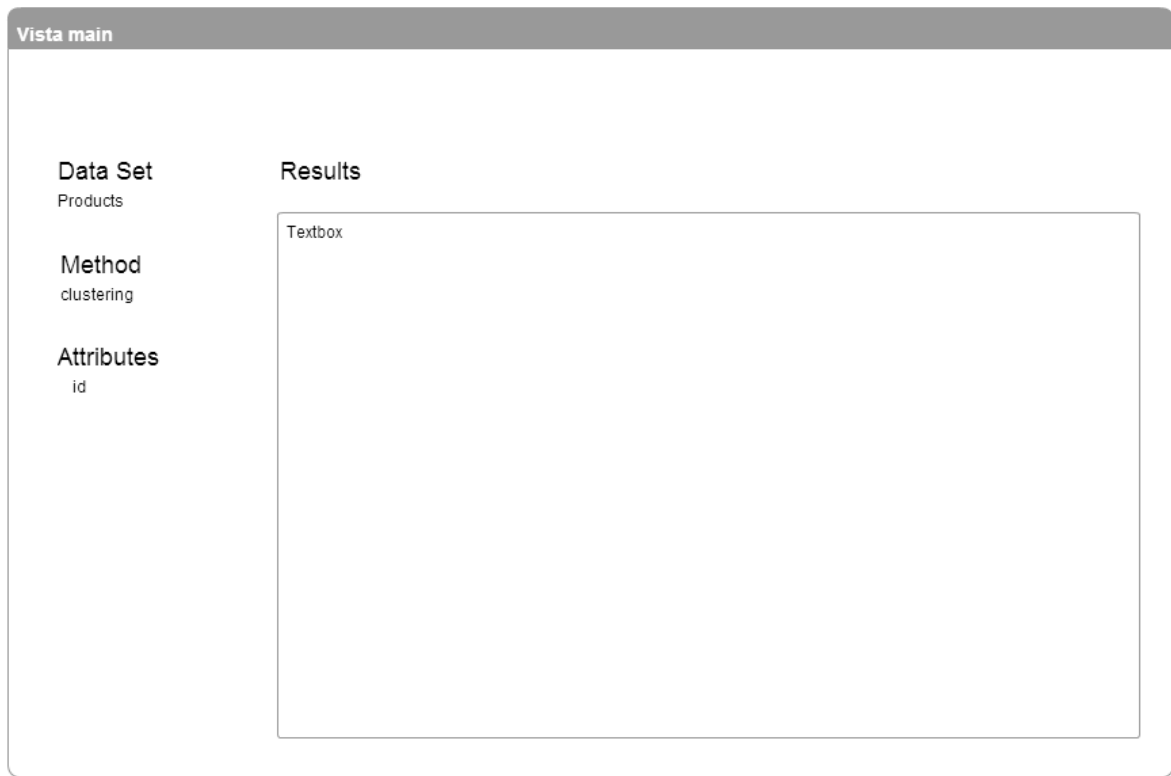 Vista main
Data Set
Products
Method
clustering
Attributes
id
Results
Textbox